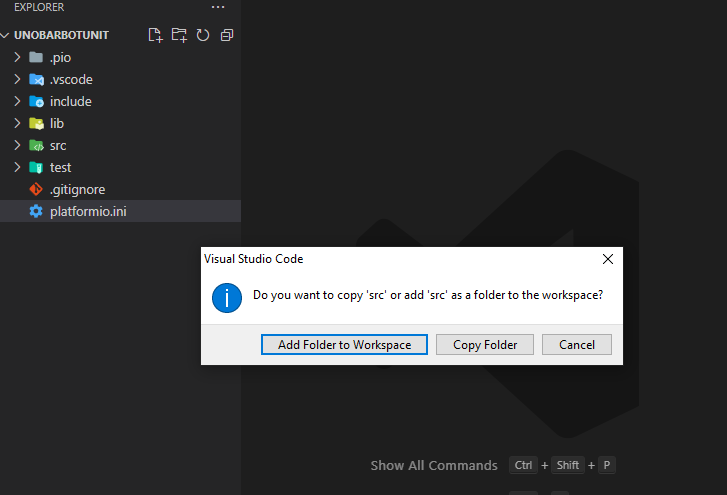 EXPLORER
UNOBARBOTUNIT
.pio
.vscode
include
lib
src
test
.gitignore
platformio.ini
Visual Studio Code
Do you want to copy 'src' or add 'src' as a folder to the workspace?
Add Folder to Workspace
Copy Folder
Cancel
Show All Commands Ctrl + Shift + P